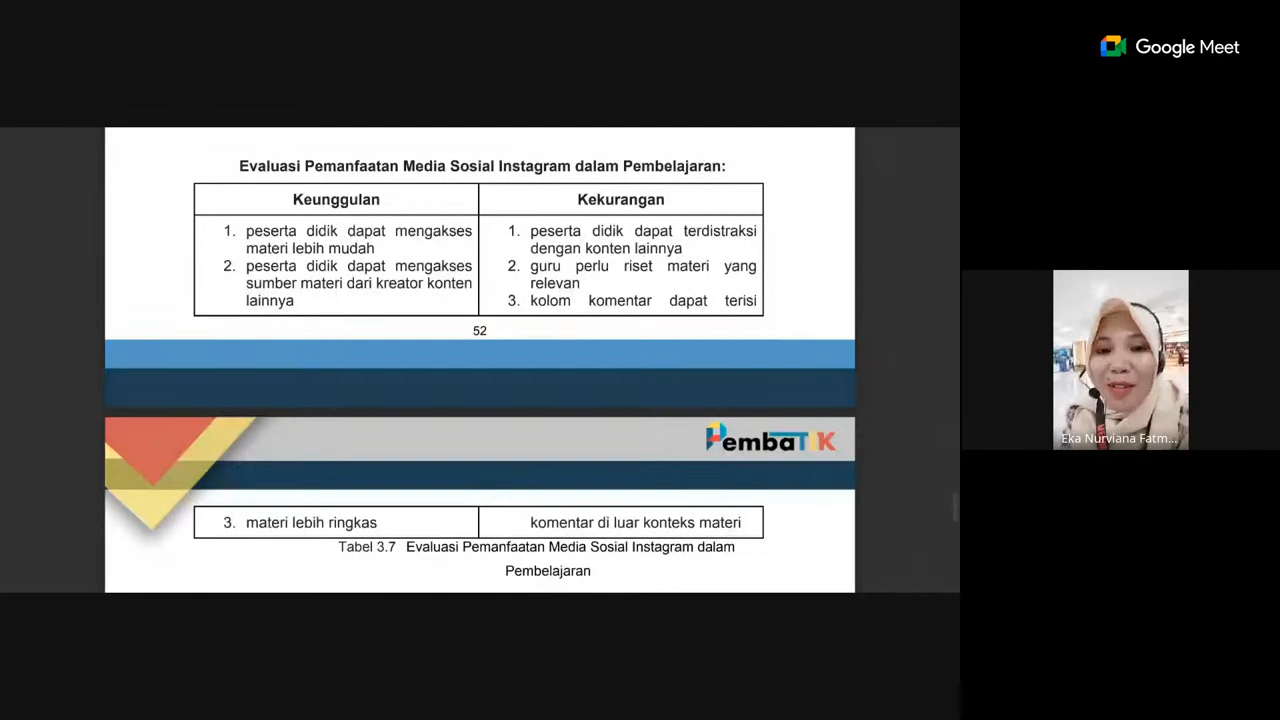 Google Meet
Evaluasi Pemanfaatan Media Sosial Instagram dalam Pembelajaran:
Keunggulan
Kekurangan
1. peserta didik dapat mengakses
materi lebih mudah
2. peserta didik dapat mengakses
sumber materi dari kreator konten
lainnya
1. peserta didik dapat terdistraksi
dengan konten lainnya
2. guru perlu riset materi yang
relevan
3. kolom komentar dapat terisi
52
PembaTIK
3. materi lebih ringkas
komentar di luar konteks materi
Tabel 3.7 Evaluasi Pemanfaatan Media Sosial Instagram dalam
Pembelajaran
Eka Nurviana Fatm...